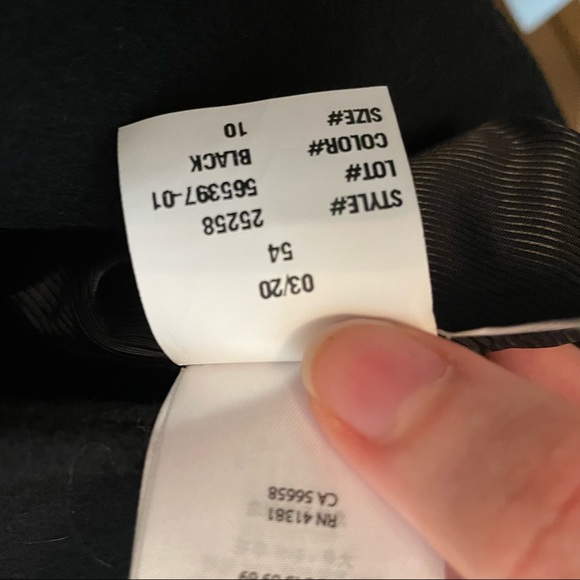 03/20
54
STYLE# 25258
LOT# 565397-01
COLOR# BLACK
SIZE# 10
RN 41381
CA 56658